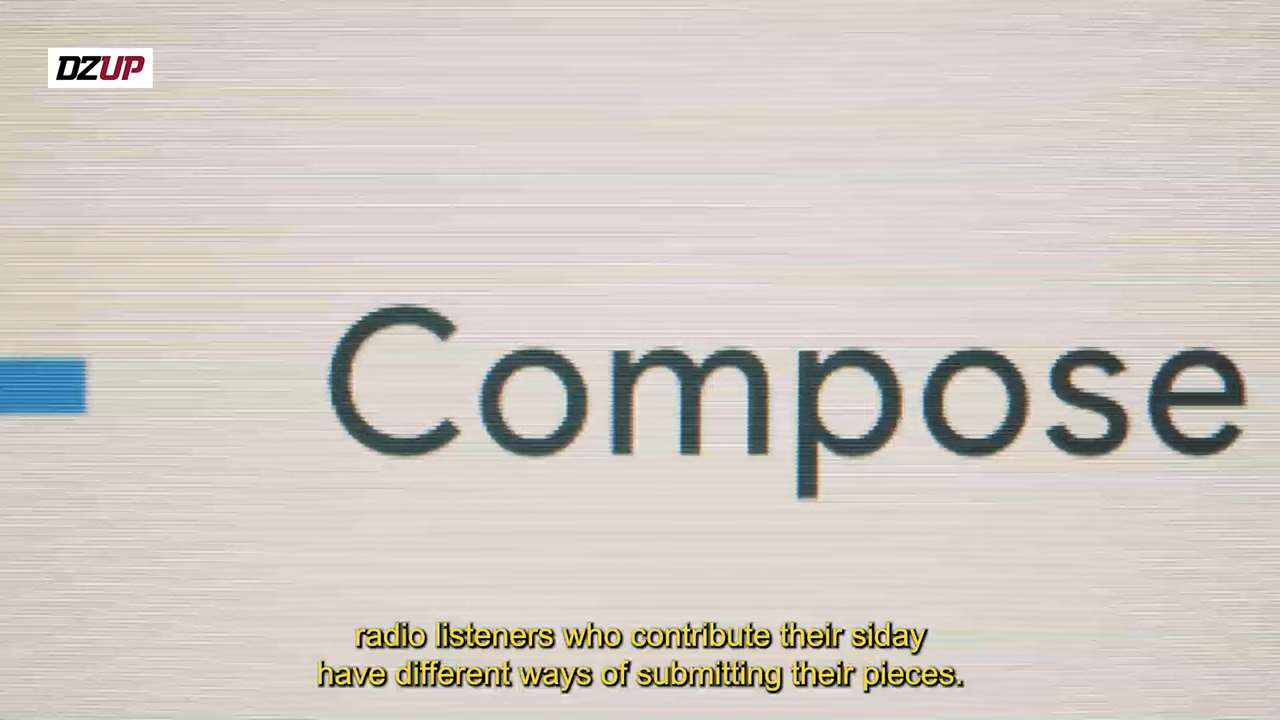 DZUP
Compose
radio listeners who contribute their siday
have different ways of submitting their pieces.